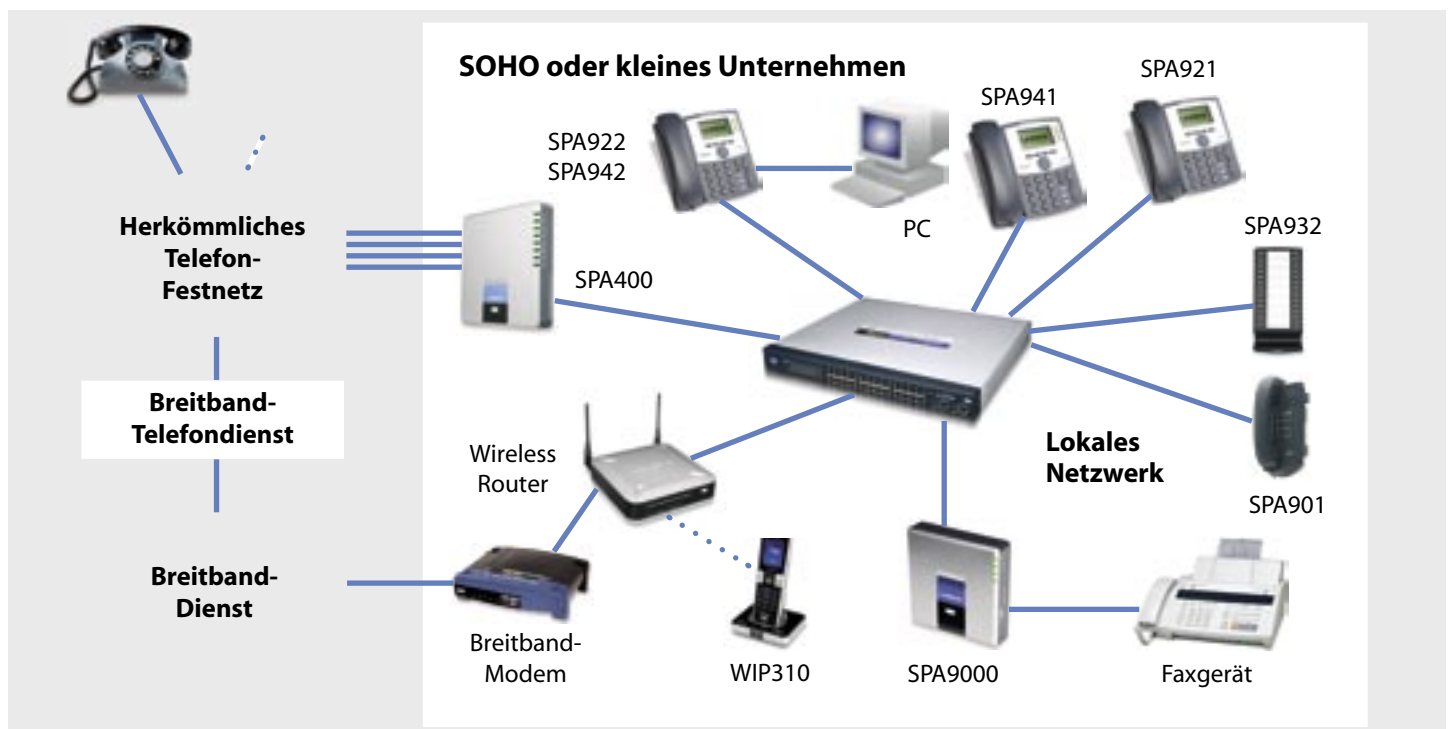 SOHO oder kleines Unternehmen
SPA921
SPA941
SPA922
SPA942
PC
SPA932
Herkömmliches
Telefon-
Festnetz
SPA400
Breitband-
Telefondienst
Wireless
Router
Lokales
Netzwerk
SPA901
Breitband-
Dienst
Breitband-
Modem
WIP310
SPA9000
Faxgerät